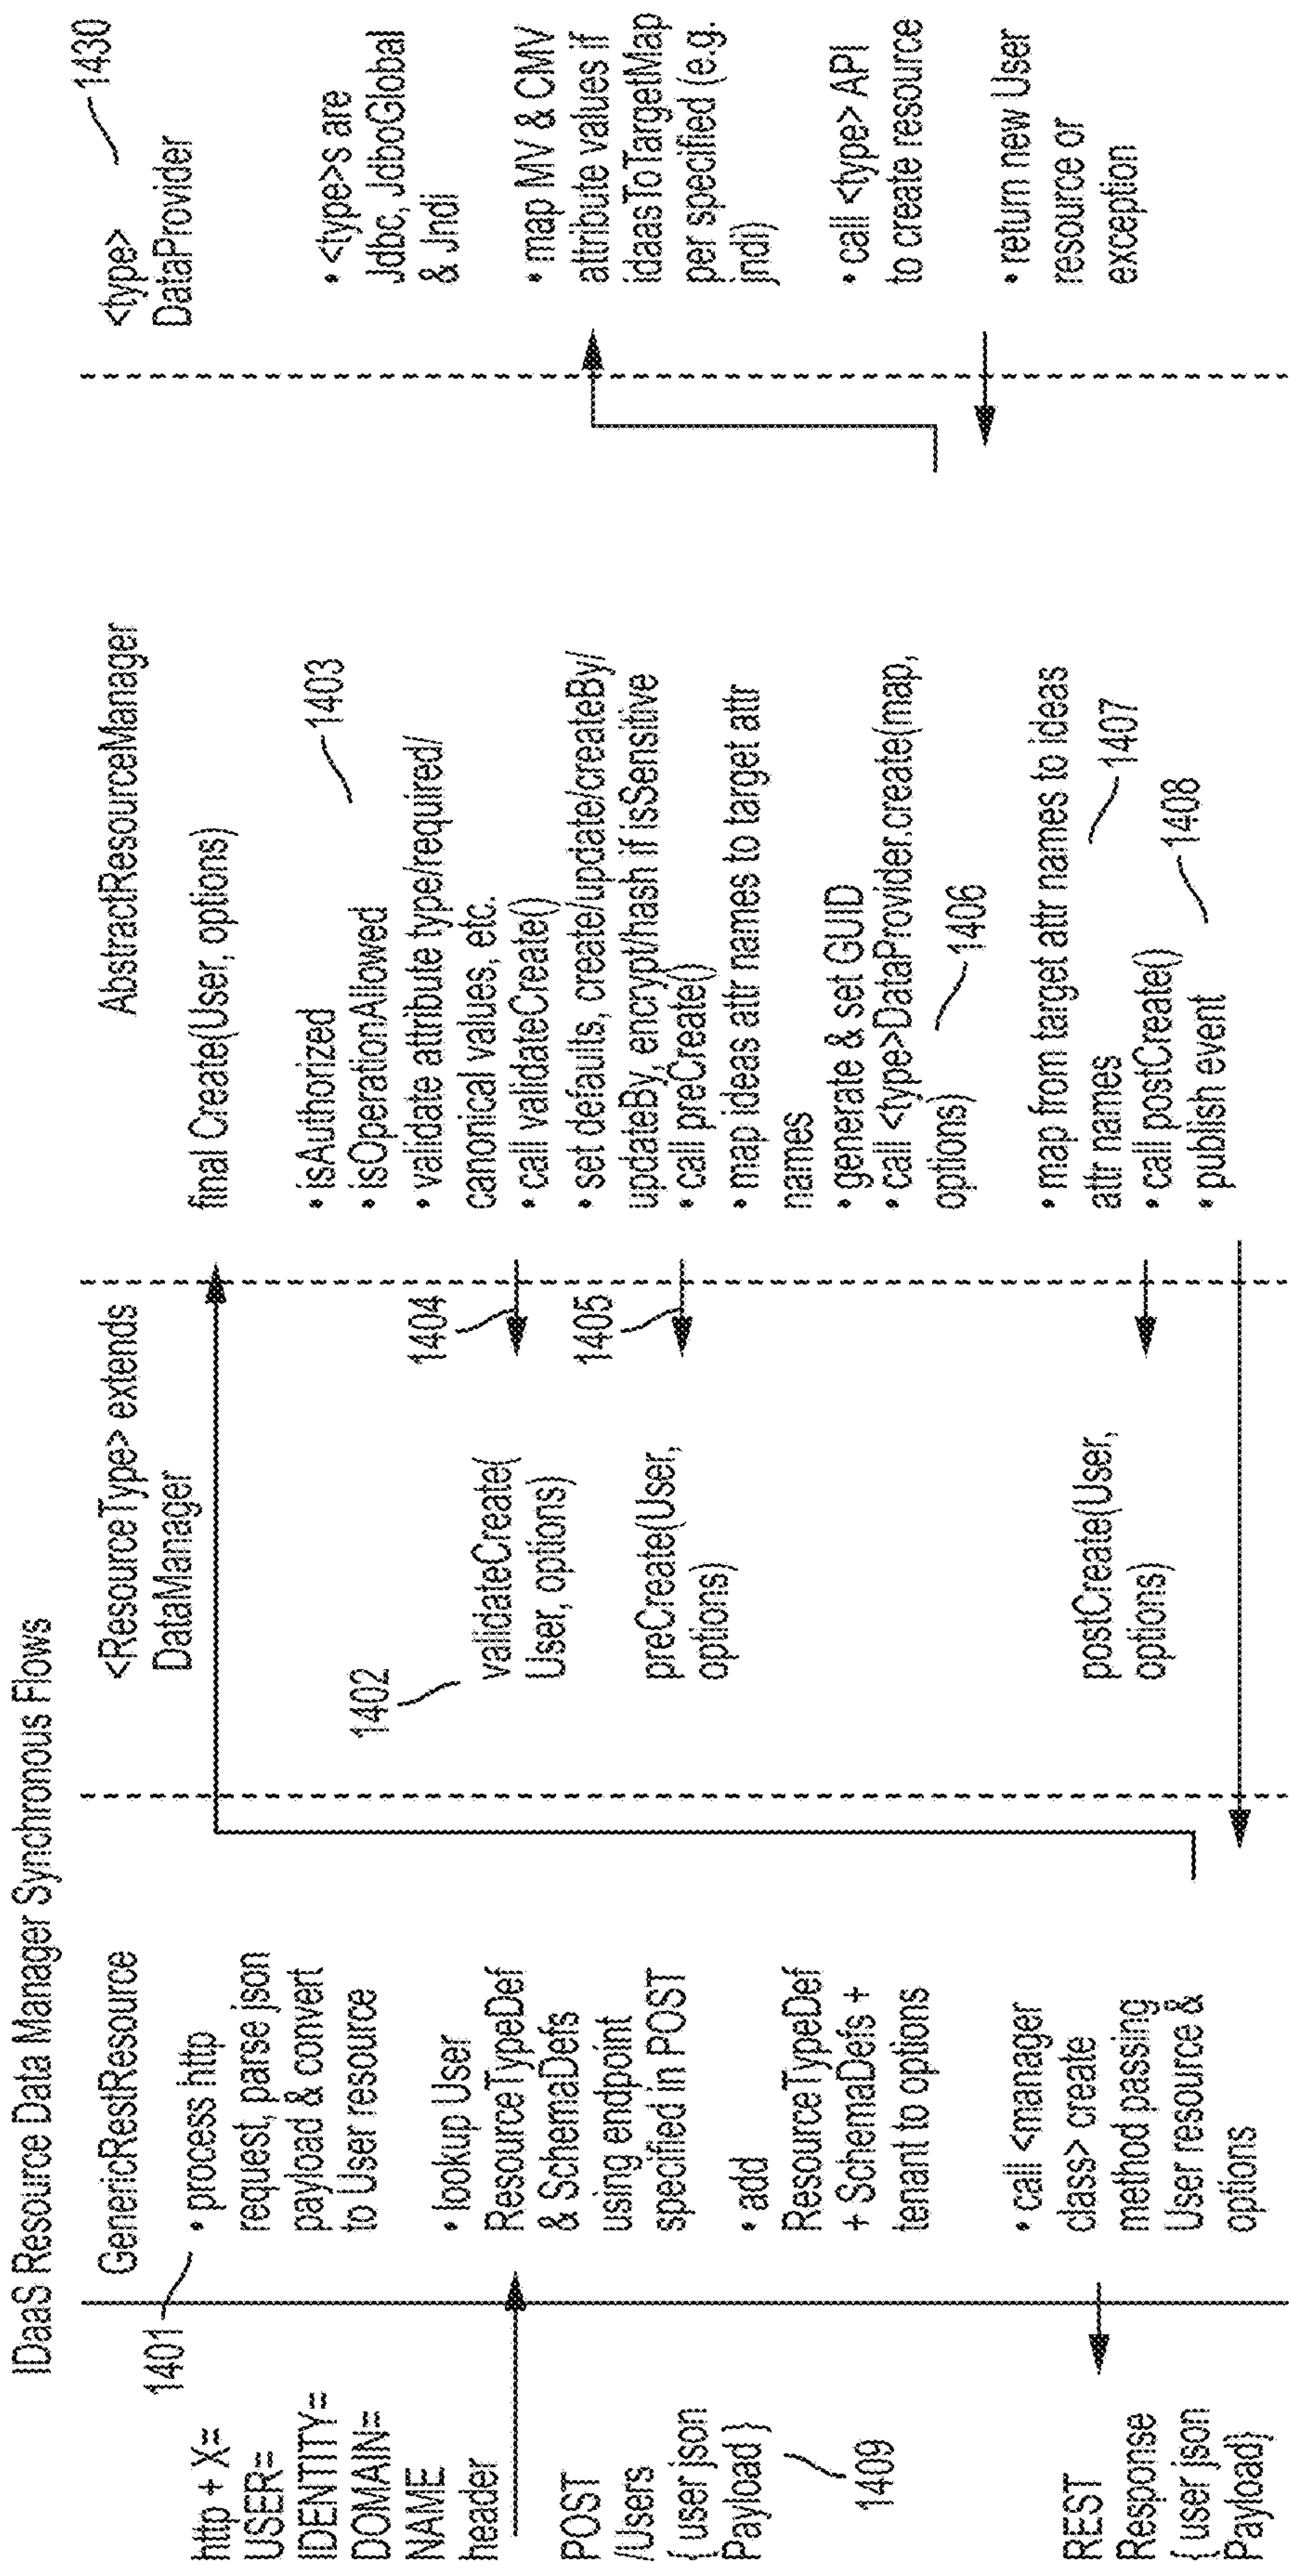 IDaaS Resource Data Manager Synchronous Flows
http + X=
USER=
IDENTITY=
DOMAIN=
NAME
header
POST
/Users
{ user json
Payload }
1409
REST
Response
{ user json
Payload}
1401
GenericRestResource
• process http
request, parse json
payload & convert
to User resource
• lookup User
ResourceTypeDef
& SchemaDefs
using endpoint
specified in POST
• add
ResourceTypeDef
+ SchemaDefs +
tenant to options
• call <manager
class> create
method passing
User resource &
options
<ResourceType> extends
DataManager
1402
validateCreate(
User, options)
preCreate(User,
options)
postCreate(User,
options)
1404
1405
AbstractResourceManager
final Create(User, options)
1403
• isAuthorized
• isOperationAllowed
• validate attribute type/required/
canonical values, etc.
• call validateCreate()
• set defaults, create/update/createBy/
updateBy, encrypt/hash if isSensitive
• call preCreate()
• map ideas attr names to target attr
names
• generate & set GUID
• call <type>DataProvider.create(map,
options)
1406
• map from target attr names to ideas
attr names
1407
• call postCreate()
1408
• publish event
<type>
DataProvider
1430
• <type>s are
Jdbc, JdboGlobal
& Jndi
• map MV & CMV
attribute values if
idaasToTargetMap
per specified (e.g.
jndi)
• call <type> API
to create resource
• return new User
resource or
exception